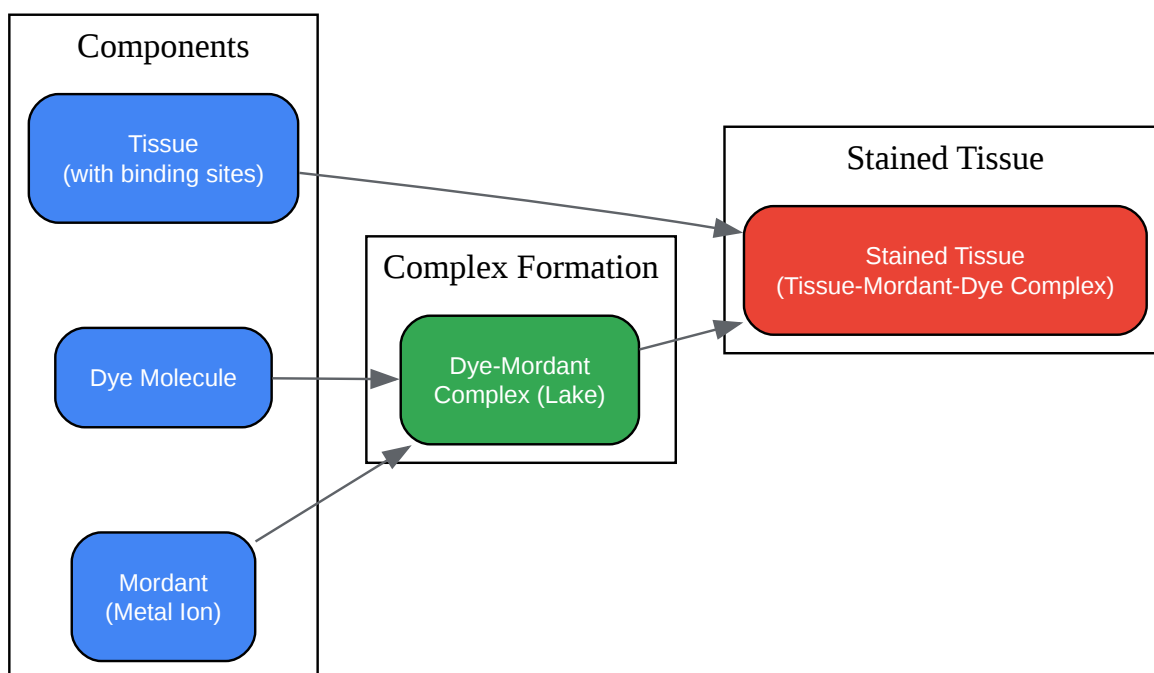 Components
Tissue
(with binding sites)
Dye Molecule
Mordant
(Metal Ion)
Complex Formation
Dye-Mordant
Complex (Lake)
Stained Tissue
Stained Tissue
(Tissue-Mordant-Dye Complex)